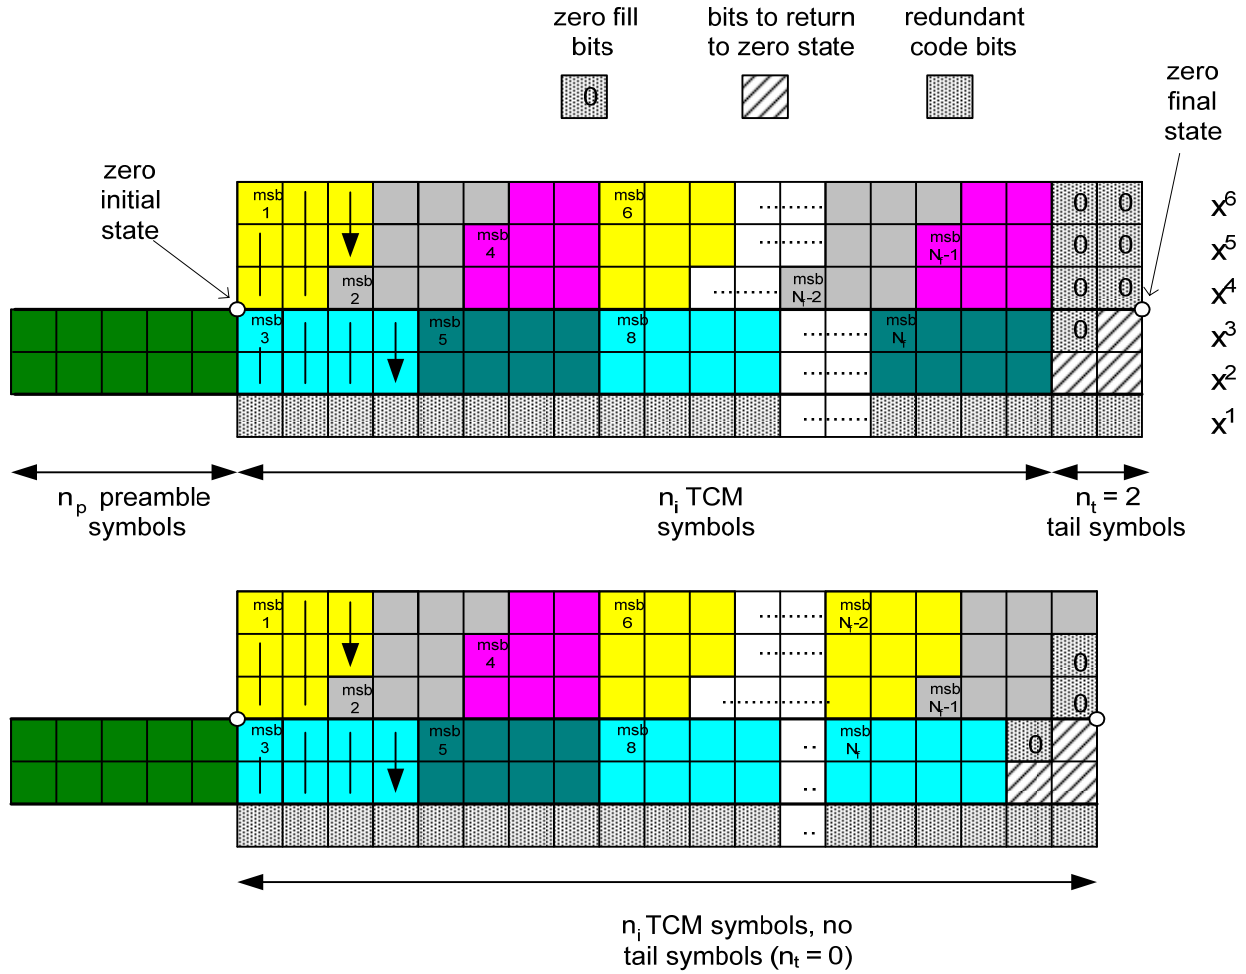 zero fill
bits
bits to return
to zero state
redundant
code bits
0
zero
final
state
zero
initial
state
msb
1
msb
6
0 0
x6
msb
4
msb
Nf-1
0 0
x5
msb
2
msb
Nf-2
0 0
x4
msb
3
msb
5
msb
8
msb
Nf
0
x3
x2
x1
np preamble
symbols
ni TCM
symbols
nt = 2
tail symbols
msb
1
msb
6
msb
Nf-2
msb
4
0
msb
2
msb
Nf-1
0
msb
3
msb
5
msb
8
msb
Nf
0
ni TCM symbols, no
tail symbols (nt = 0)